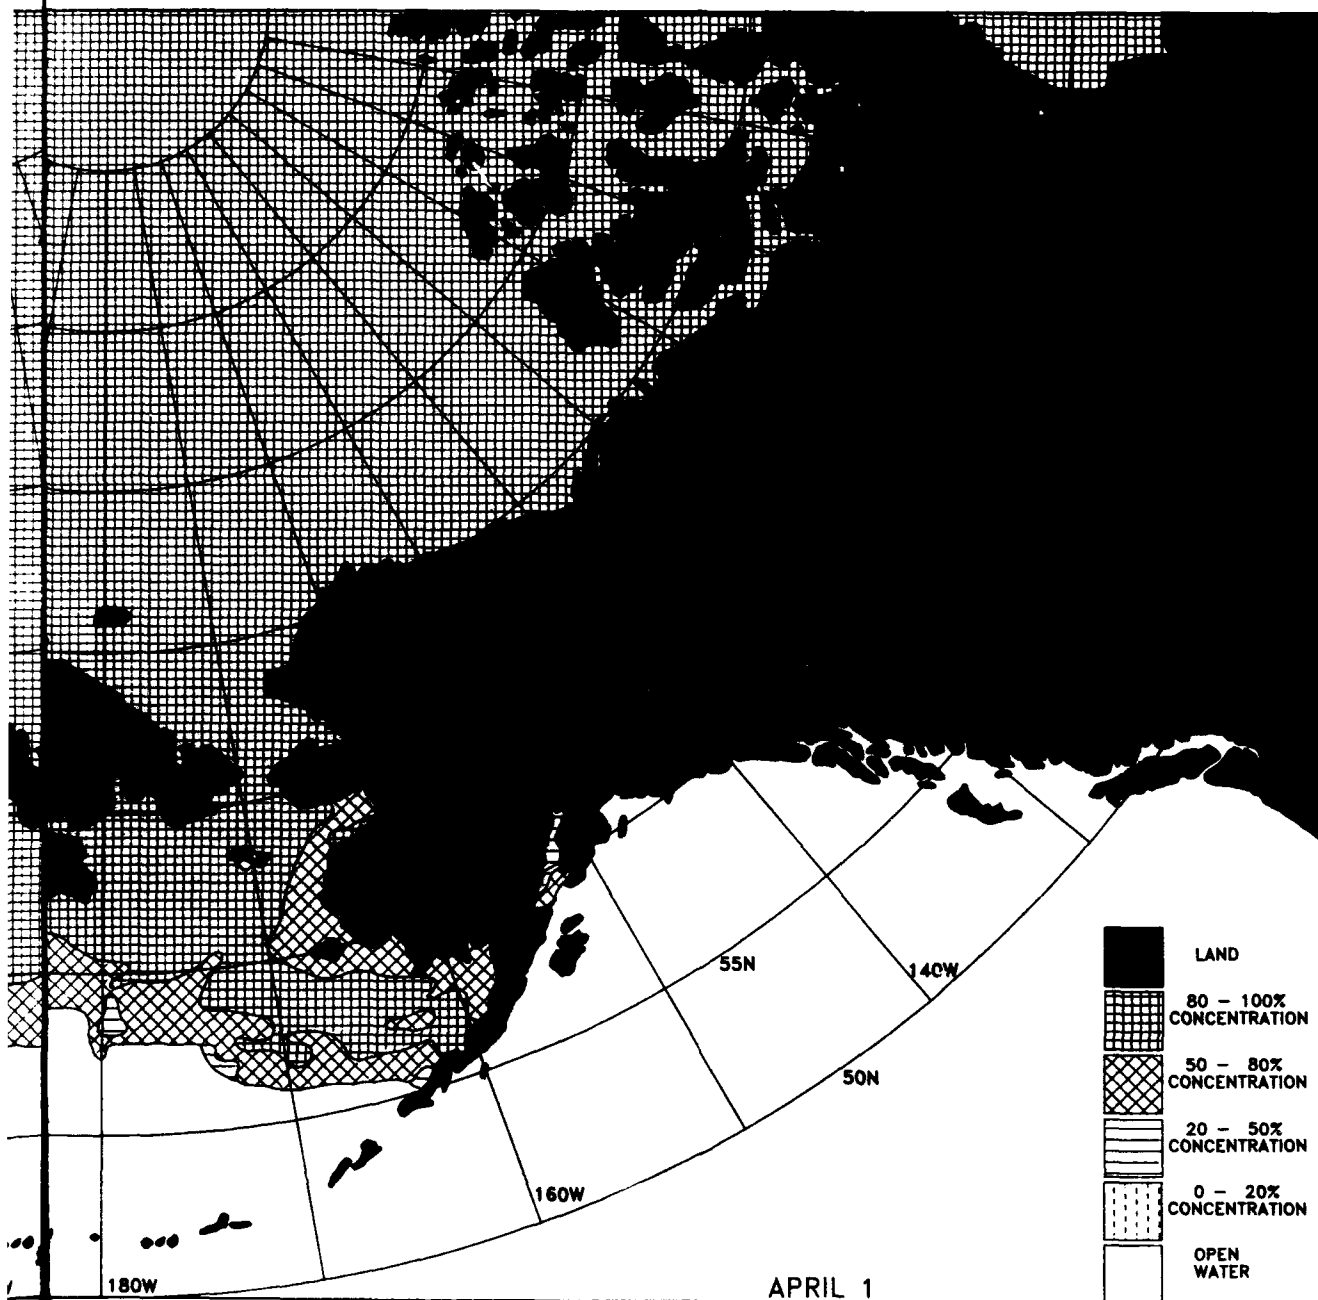 55N
140W
50N
160W
180W
APRIL 1
LAND
80 - 100%
CONCENTRATION
50 - 80%
CONCENTRATION
20 - 50%
CONCENTRATION
0 - 20%
CONCENTRATION
OPEN
WATER